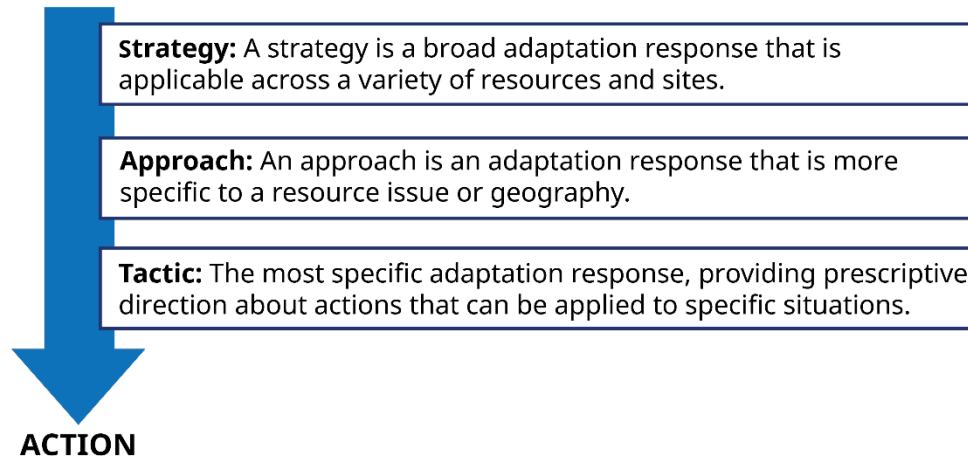 Strategy: A strategy is a broad adaptation response that is
applicable across a variety of resources and sites.
Approach: An approach is an adaptation response that is more
specific to a resource issue or geography.
Tactic: The most specific adaptation response, providing prescriptive
direction about actions that can be applied to specific situations.
ACTION